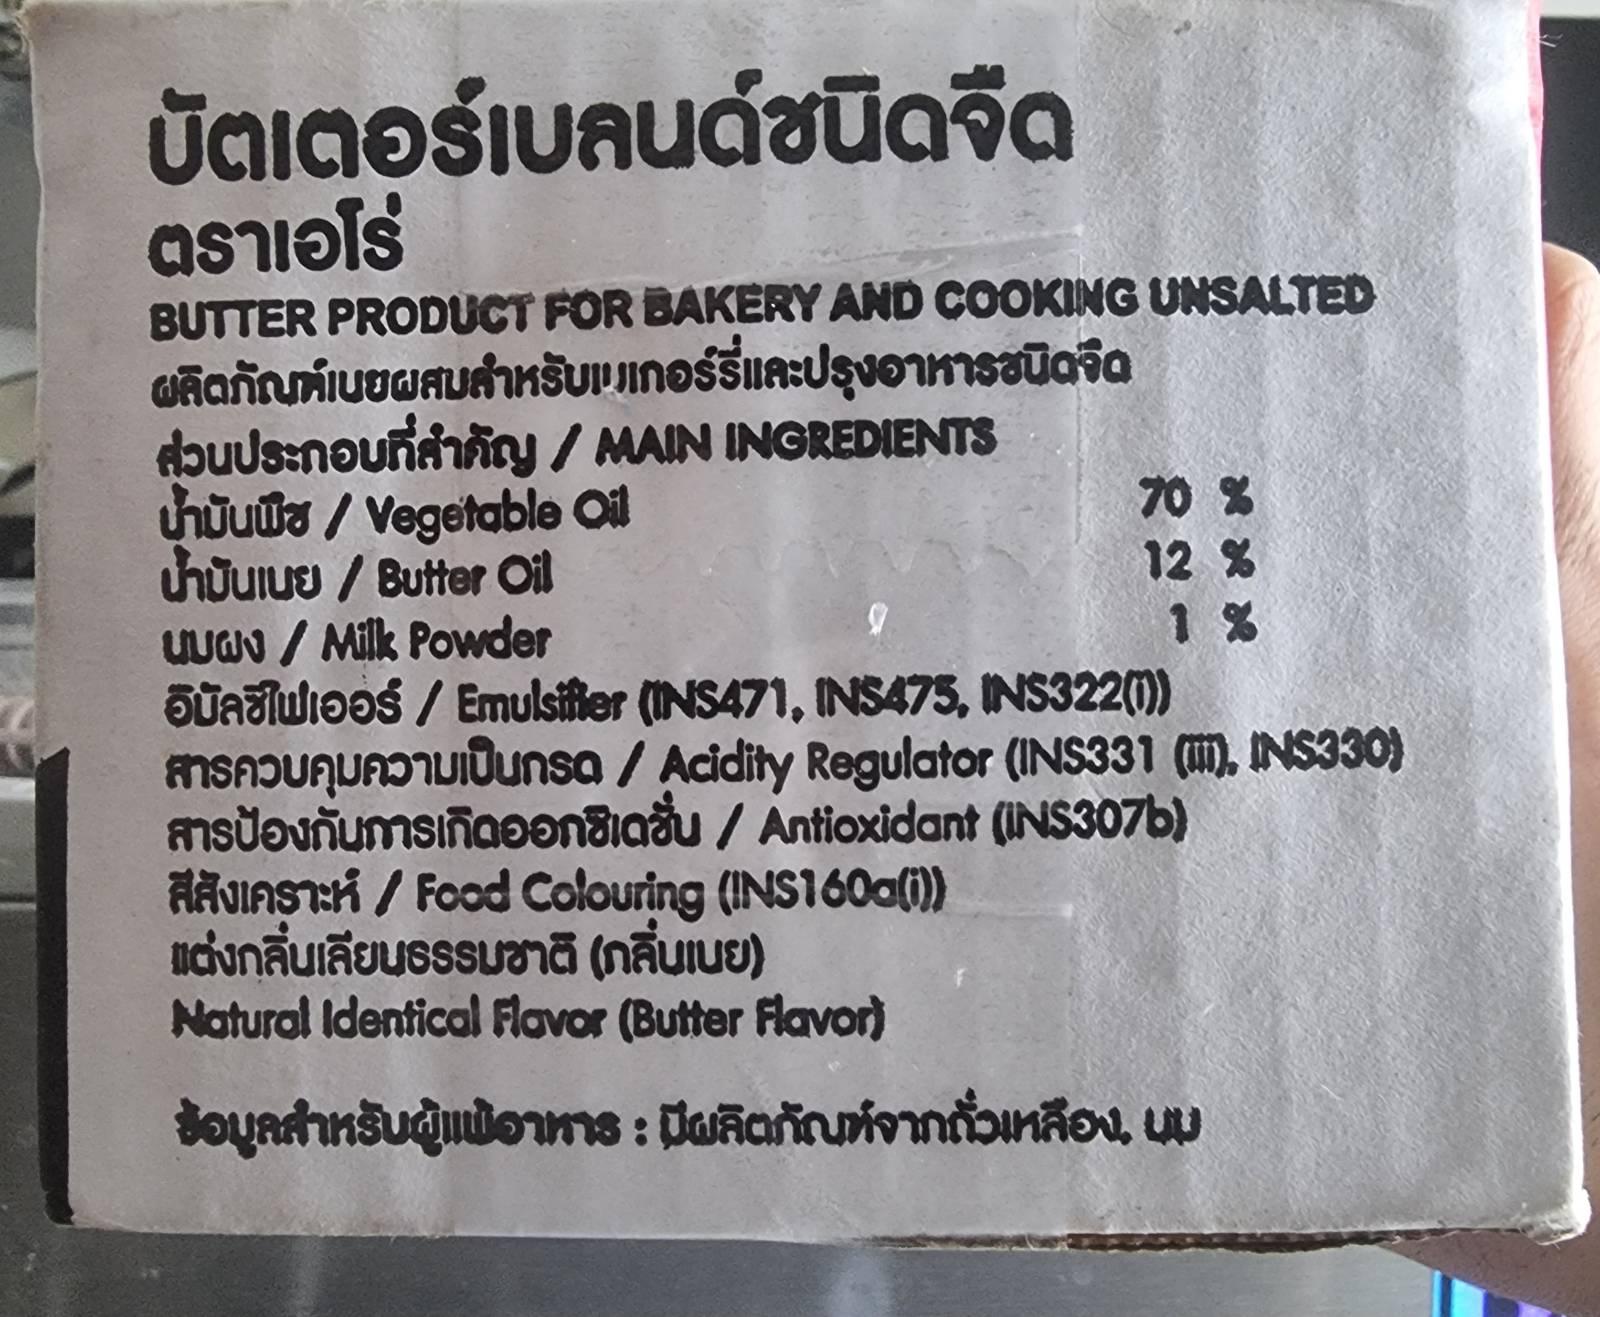 บัตเตอร์เบลนด์ชนิดจืด
ตราเอโร่
BUTTER PRODUCT FOR BAKERY AND COOKING UNSALTED
ผลิตภัณฑ์เนยผสมสำหรับเบเกอร์รี่และปรุงอาหารชนิดจืด
ส่วนประกอบที่สำคัญ / MAIN INGREDIENTS
น้ำมันพืช / Vegetable Oil 70 %
น้ำมันเนย / Butter Oil 12 %
นมผง / Milk Powder 1 %
อิมัลซิไฟเออร์ / Emulsifier (INS471, INS475, INS322(i))
สารควบคุมความเป็นกรด / Acidity Regulator (INS331 (iii), INS330)
สารป้องกันการเกิดออกซิเดชั่น / Antioxidant (INS307b)
สีสังเคราะห์ / Food Colouring (INS160a(i))
แต่งกลิ่นเลียนธรรมชาติ (กลิ่นเนย)
Natural Identical Flavor (Butter Flavor)
ข้อมูลสำหรับผู้แพ้อาหาร : มีผลิตภัณฑ์จากถั่วเหลือง, นม